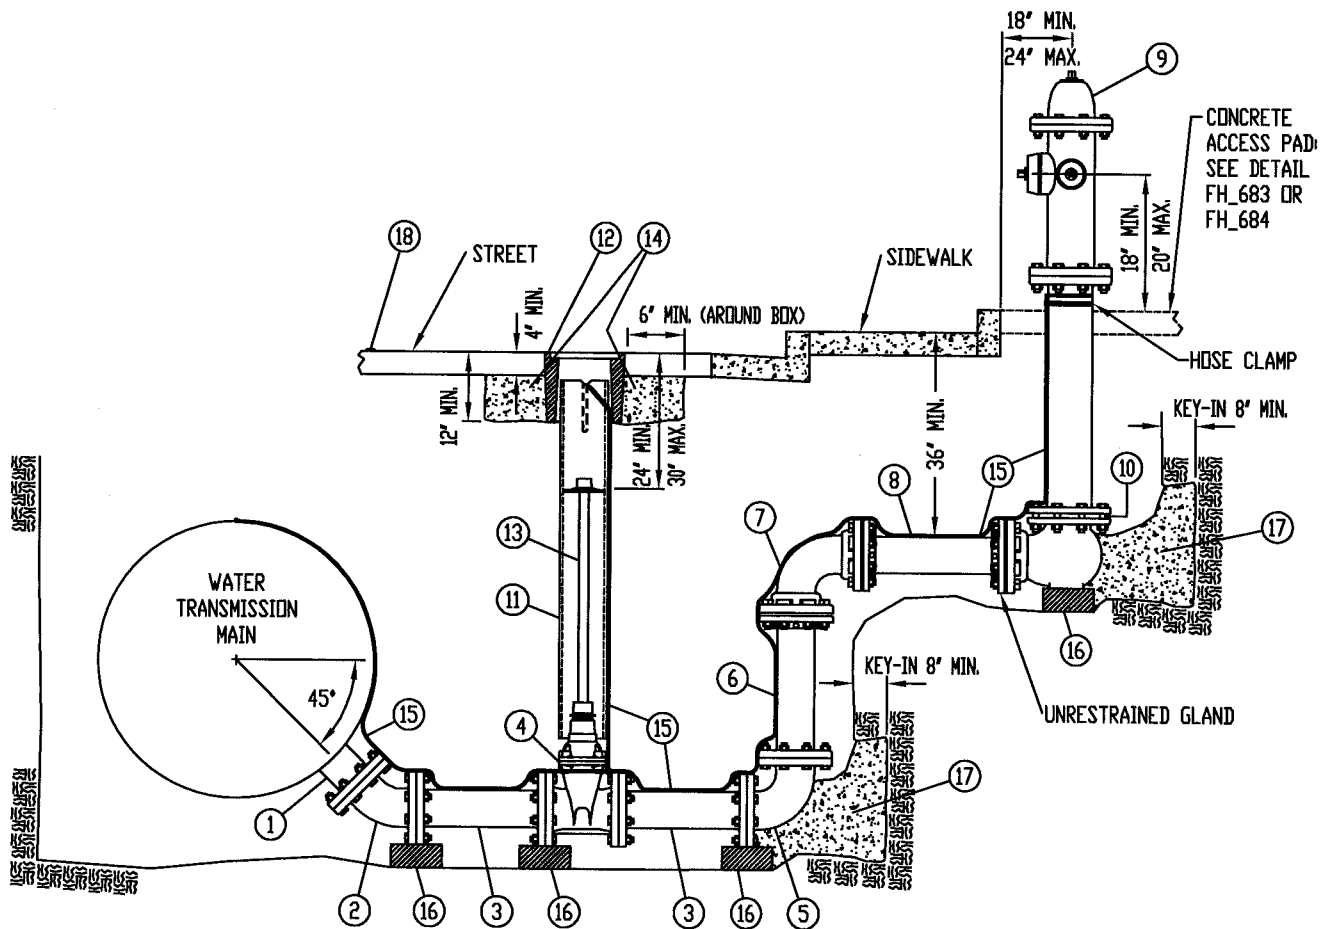 18" MIN.
24" MAX.
9
CONCRETE
ACCESS PAD:
SEE DETAIL
FH_683 OR
FH_684
18" MIN.
20" MAX.
18
STREET
12
14
SIDEWALK
4" MIN.
6" MIN. (AROUND BOX)
HOSE CLAMP
12" MIN.
24" MIN.
30" MAX.
36" MIN.
KEY-IN 8" MIN.
8
15
10
7
17
13
WATER
TRANSMISSION
MAIN
11
16
KEY-IN 8" MIN.
6
45°
15
4
15
UNRESTRAINED GLAND
17
1
2
16
3
16
3
16
5